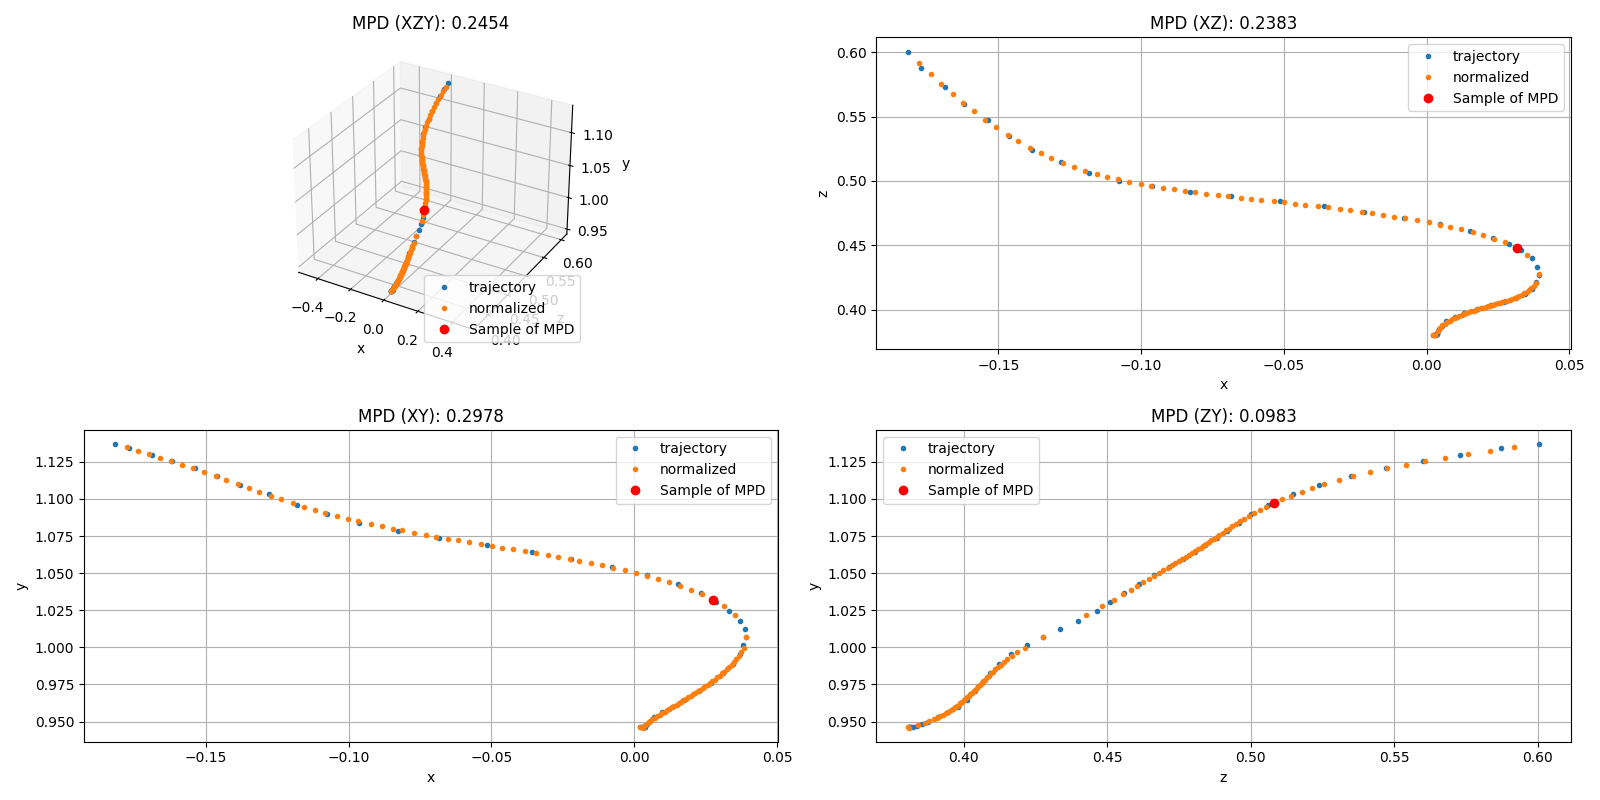 MPD (XZY): 0.2454
1.10
1.05
1.00
0.95
y
0.60
0.55
0.50
0.45
0.40
z
−0.4
−0.2
0.0
0.2
0.4
x
trajectory
normalized
Sample of MPD
MPD (XZ): 0.2383
0.60
0.55
0.50
0.45
0.40
z
−0.15
−0.10
−0.05
0.00
0.05
x
trajectory
normalized
Sample of MPD
MPD (XY): 0.2978
1.125
1.100
1.075
1.050
1.025
1.000
0.975
0.950
y
−0.15
−0.10
−0.05
0.00
0.05
x
trajectory
normalized
Sample of MPD
MPD (ZY): 0.0983
1.125
1.100
1.075
1.050
1.025
1.000
0.975
0.950
y
0.40
0.45
0.50
0.55
0.60
z
trajectory
normalized
Sample of MPD